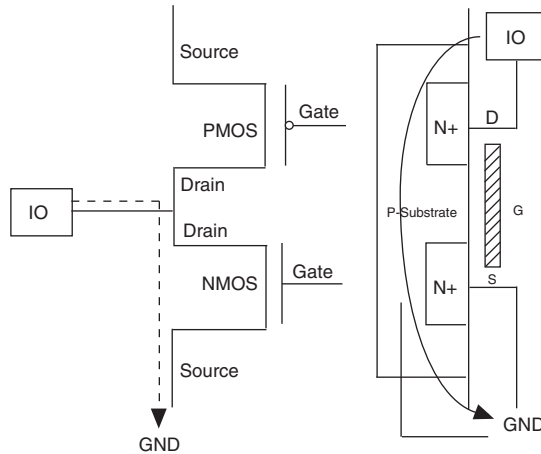 Source
PMOS
Gate
Drain
IO
Drain
NMOS
Gate
Source
GND
IO
N+
D
P-Substrate
G
N+
S
GND